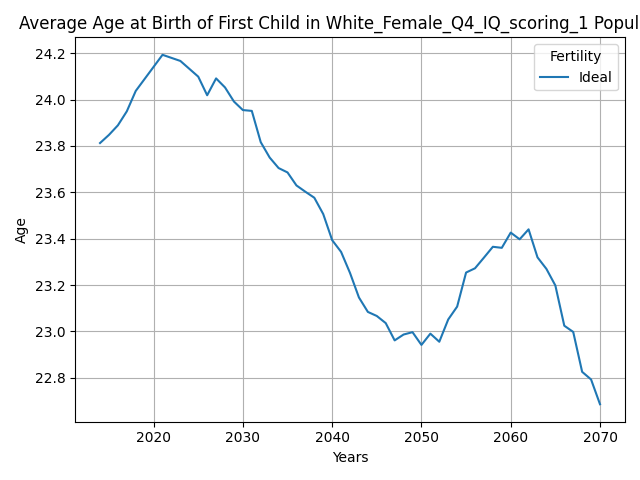 Average Age at Birth of First Child in White_Female_Q4_IQ_scoring_1 Popul
Fertility
Ideal
24.2
24.0
23.8
23.6
23.4
23.2
23.0
22.8
Age
2020 2030 2040 2050 2060 2070
Years